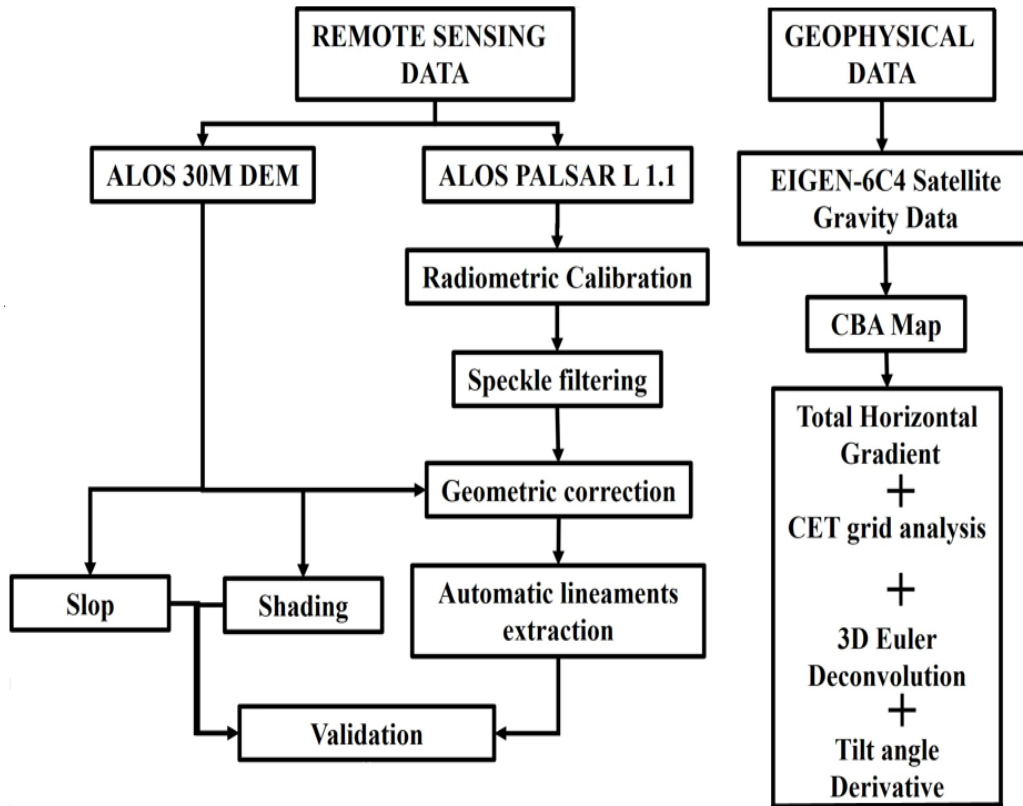 REMOTE SENSING
DATA
ALOS 30M DEM
ALOS PALSAR L 1.1
Radiometric Calibration
Speckle filtering
Geometric correction
Slop
Shading
Automatic lineaments
extraction
Validation
GEOPHYSICAL
DATA
EIGEN-6C4 Satellite
Gravity Data
CBA Map
Total Horizontal
Gradient
+
CET grid analysis
+
3D Euler
Deconvolution
+
Tilt angle
Derivative